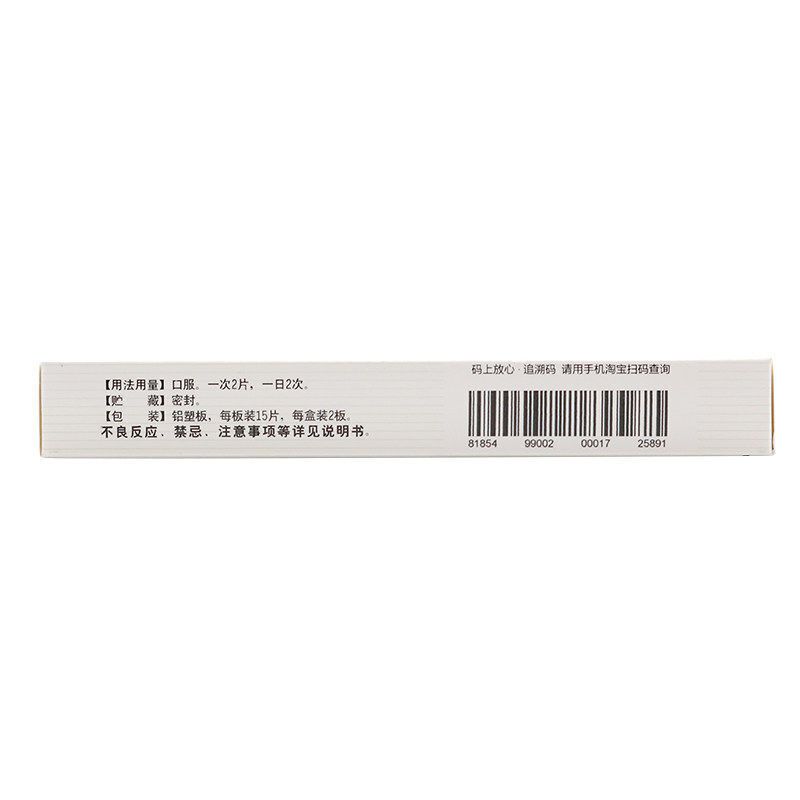 【用法用量】口服。一次2片，一日2次。
【贮　　藏】密封。
【包　　装】铝塑板，每板装15片，每盒装2板。
不良反应、禁忌、注意事项等详见说明书。
码上放心·追溯码 请用手机淘宝扫码查询
81854 99002 00017 25891